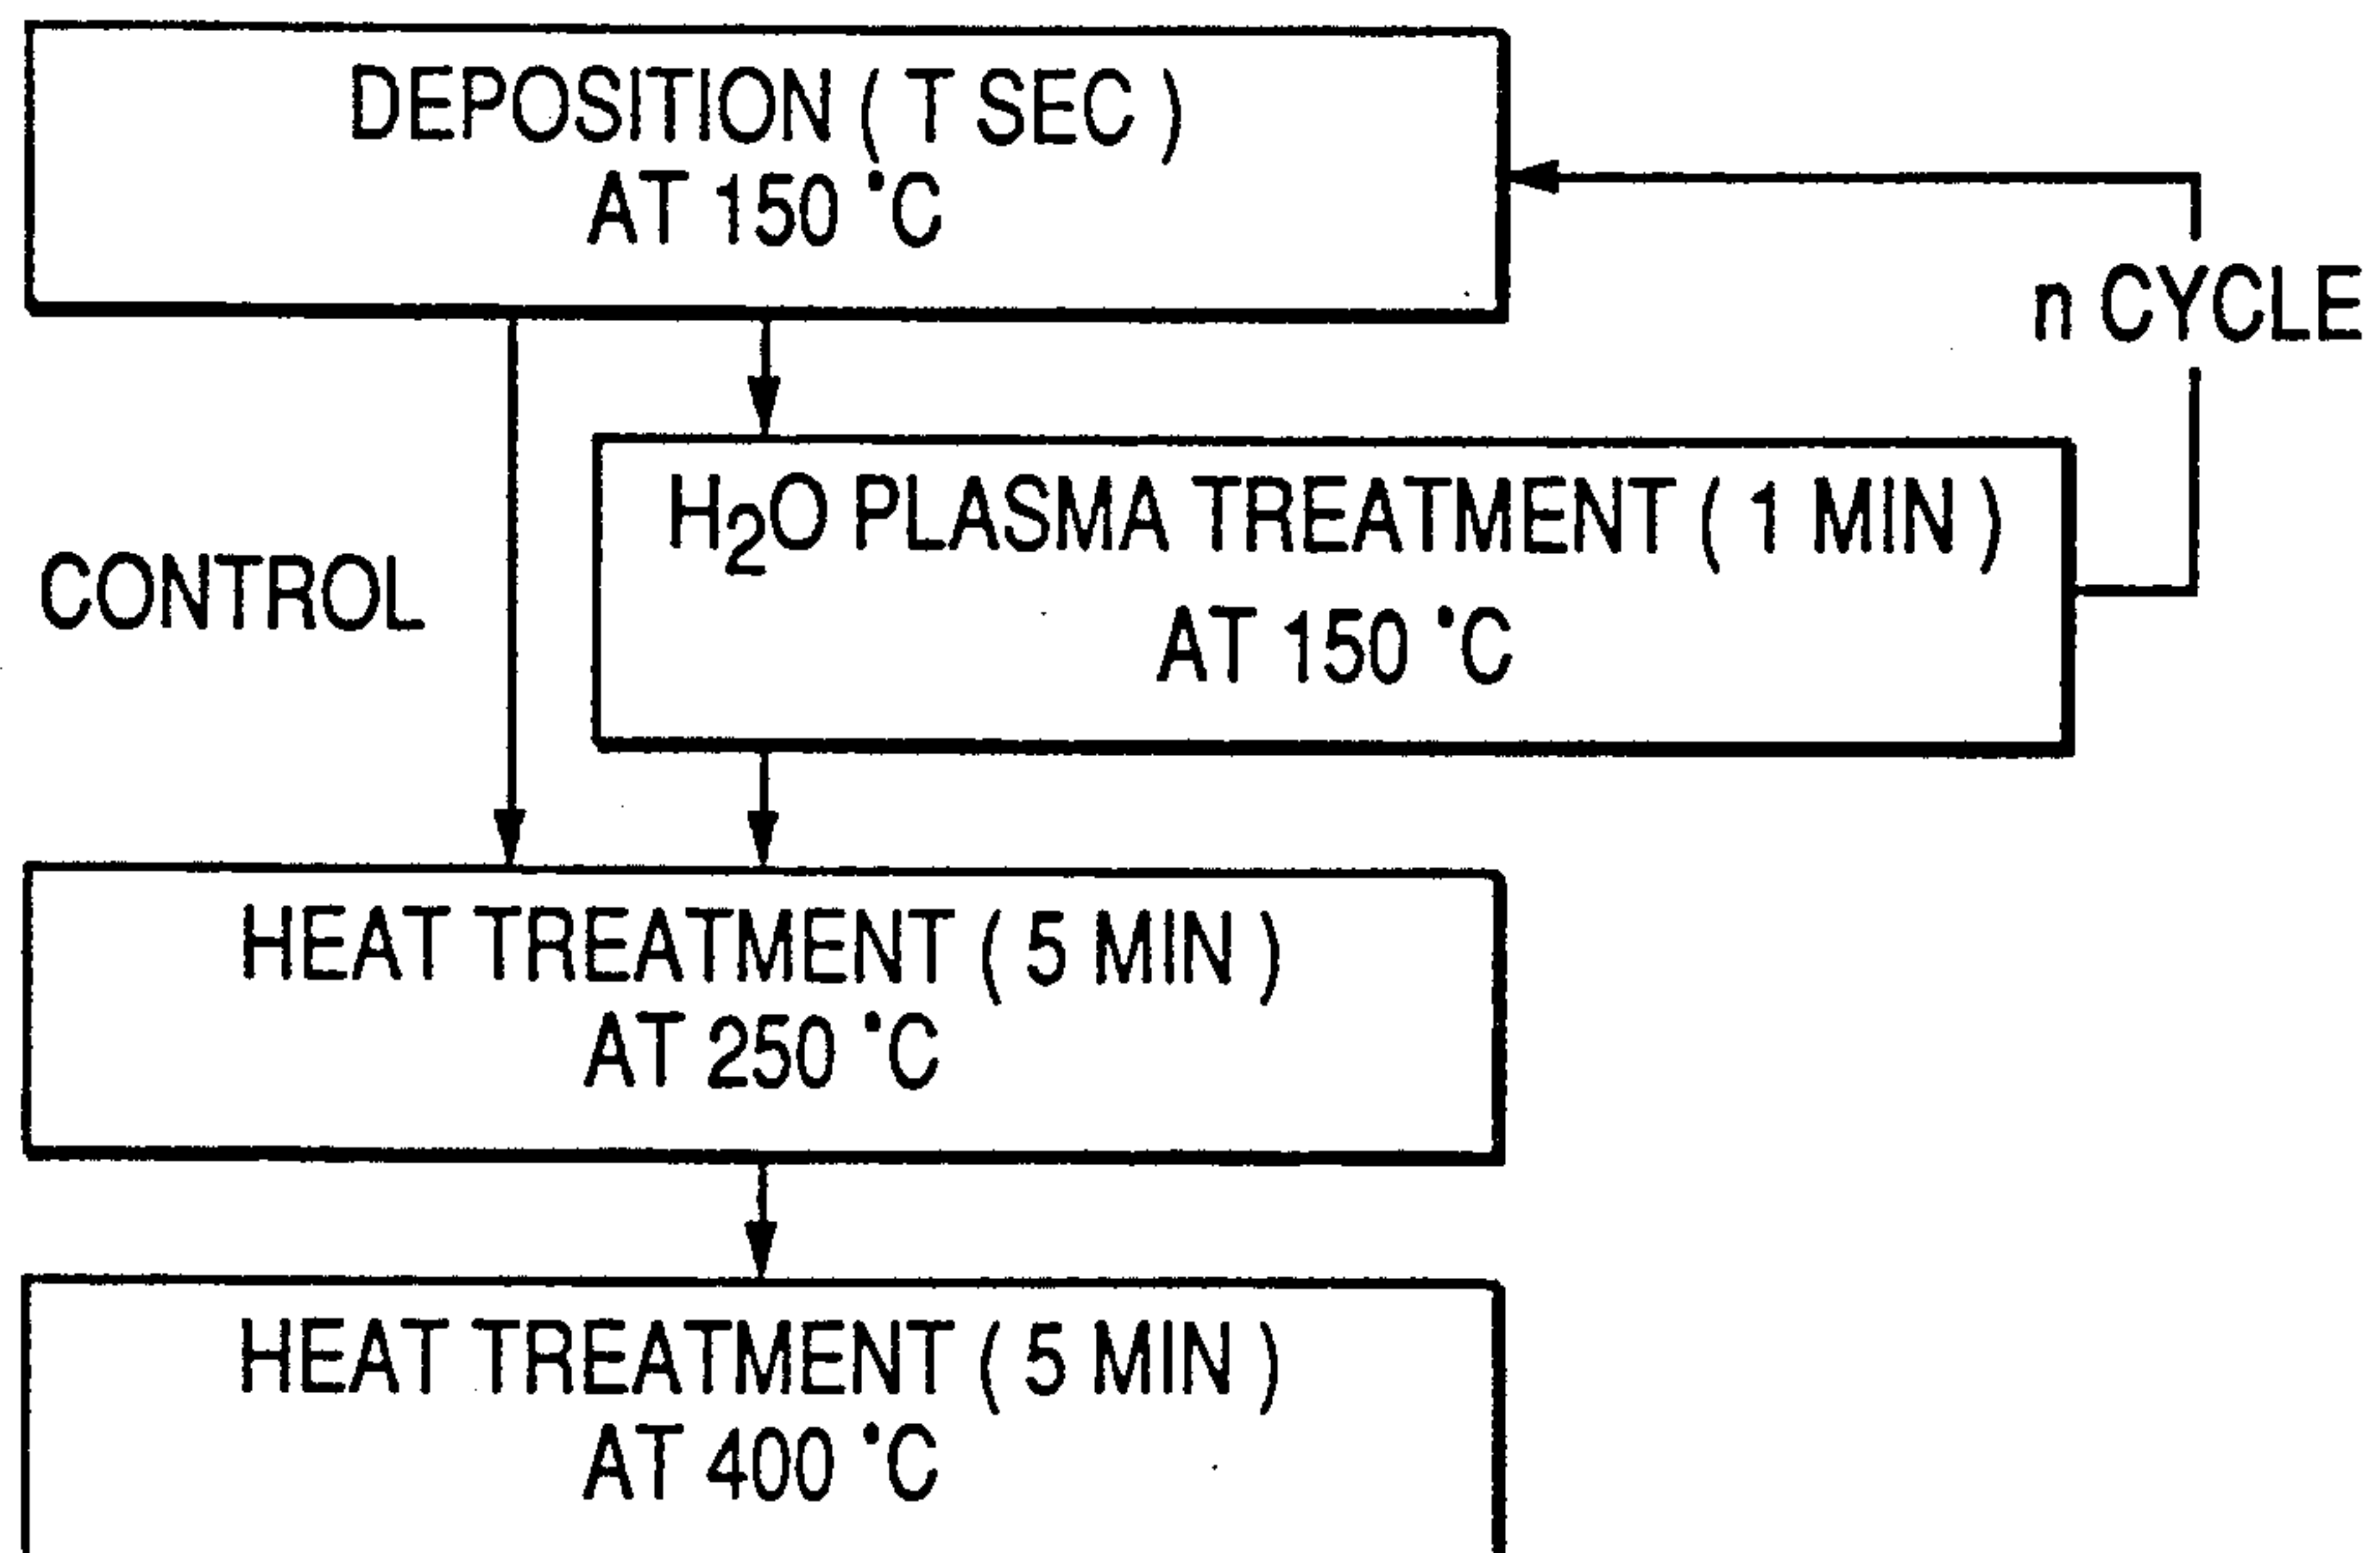 DEPOSITION ( T SEC )
AT 150 °C
n CYCLE
H2O PLASMA TREATMENT ( 1 MIN )
AT 150 °C
CONTROL
HEAT TREATMENT ( 5 MIN )
AT 250 °C
HEAT TREATMENT ( 5 MIN )
AT 400 °C